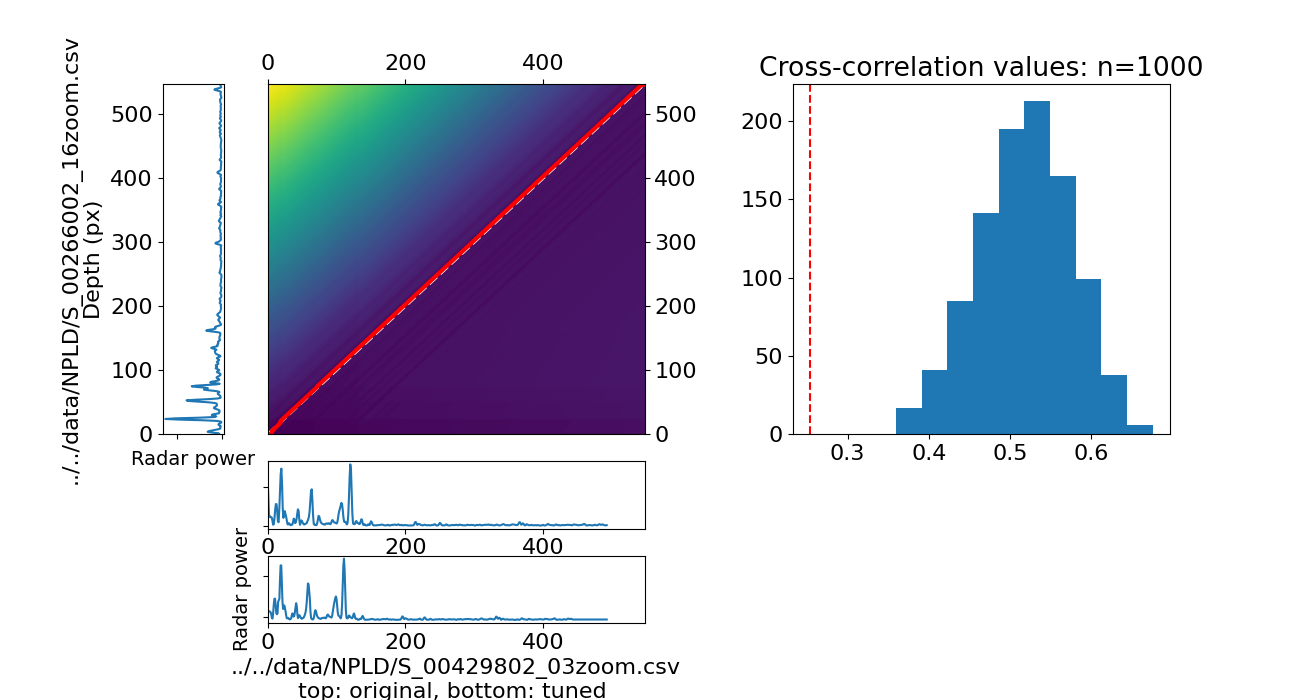 0 200 400
Cross-correlation values: n=1000
../../data/NPLD/S_00266002_16zoom.csv
Depth (px)
500
400
300
200
100
0
Radar power
500
400
300
200
100
0
200
150
100
50
0
0.3 0.4 0.5 0.6
0 200 400
Radar power
0 200 400
../../data/NPLD/S_00429802_03zoom.csv
top: original, bottom: tuned